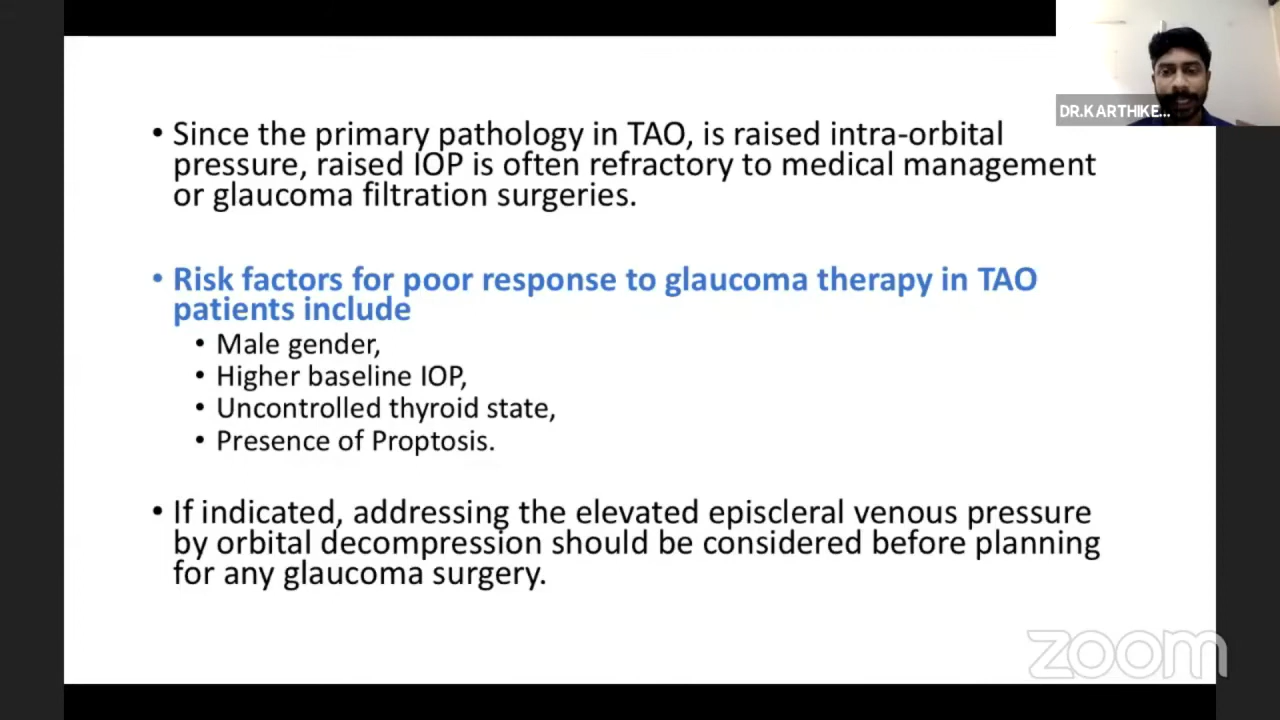 DR.KARTHIKE...
• Since the primary pathology in TAO, is raised intra-orbital
pressure, raised IOP is often refractory to medical management
or glaucoma filtration surgeries.
• Risk factors for poor response to glaucoma therapy in TAO
patients include
• Male gender,
• Higher baseline IOP,
• Uncontrolled thyroid state,
• Presence of Proptosis.
• If indicated, addressing the elevated episcleral venous pressure
by orbital decompression should be considered before planning
for any glaucoma surgery.
zoom